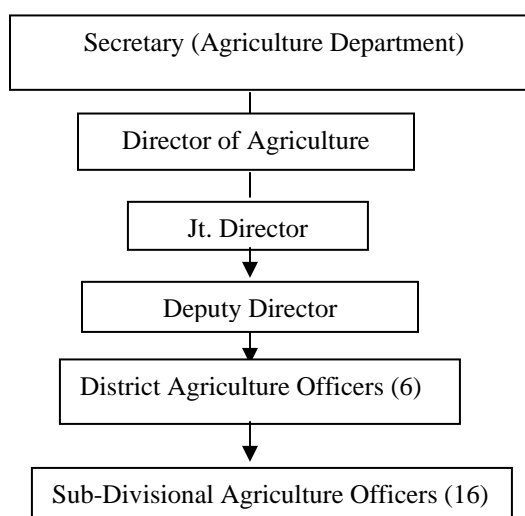 Secretary (Agriculture Department)
Director of Agriculture
Jt. Director
Deputy Director
District Agriculture Officers (6)
Sub-Divisional Agriculture Officers (16)